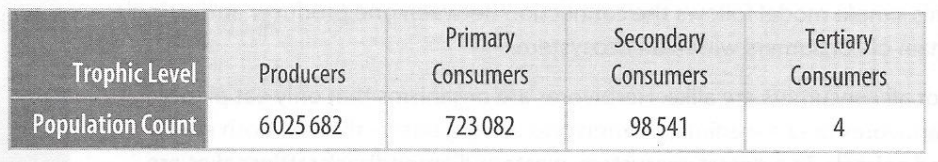 Trophic Level Producers Primary Consumers Secondary Consumers Tertiary Consumers
Population Count 6 025 682 723 082 98 541 4